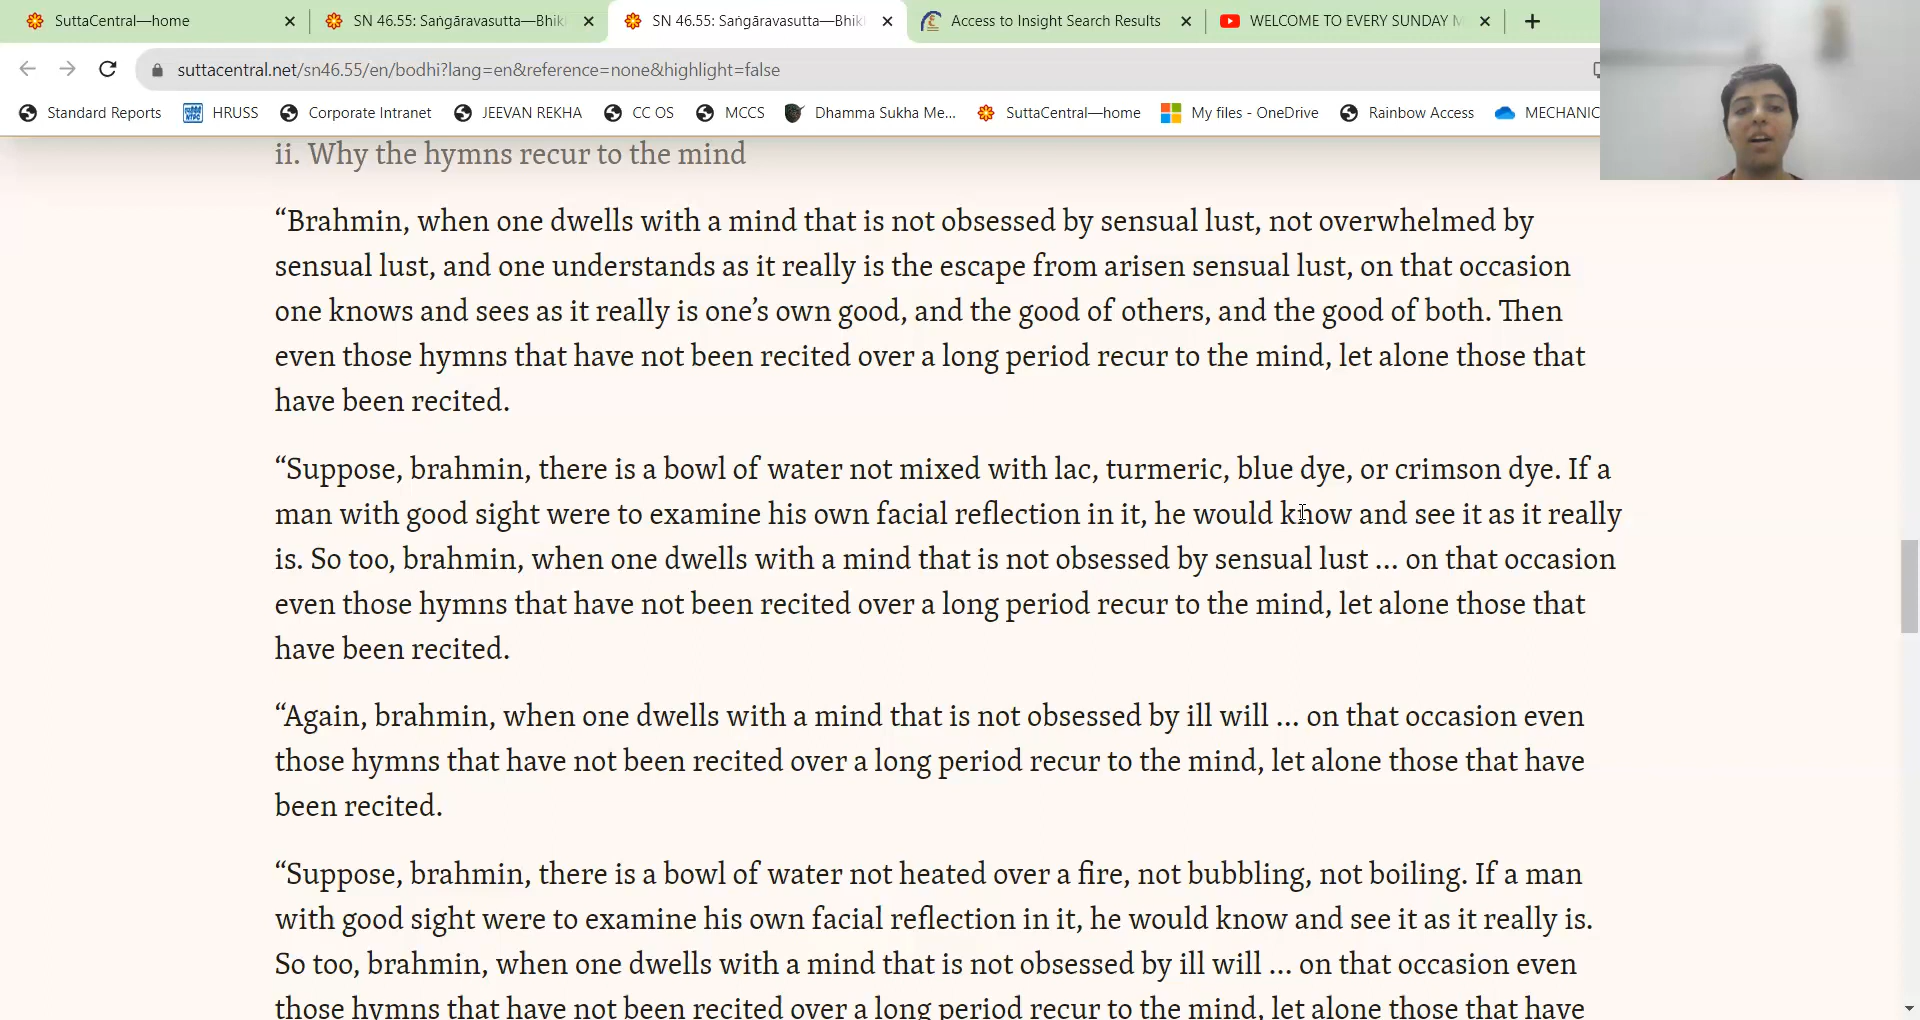 SuttaCentral—home
SN 46.55: Saṅgāravasutta—Bhik
SN 46.55: Saṅgāravasutta—Bhik
Access to Insight Search Results
WELCOME TO EVERY SUNDAY M
suttacentral.net/sn46.55/en/bodhi?lang=en&reference=none&highlight=false
Standard Reports
HRUSS
Corporate Intranet
JEEVAN REKHA
CC OS
MCCS
Dhamma Sukha Me...
SuttaCentral—home
My files - OneDrive
Rainbow Access
MECHANIC
ii. Why the hymns recur to the mind
“Brahmin, when one dwells with a mind that is not obsessed by sensual lust, not overwhelmed by
sensual lust, and one understands as it really is the escape from arisen sensual lust, on that occasion
one knows and sees as it really is one’s own good, and the good of others, and the good of both. Then
even those hymns that have not been recited over a long period recur to the mind, let alone those that
have been recited.
“Suppose, brahmin, there is a bowl of water not mixed with lac, turmeric, blue dye, or crimson dye. If a
man with good sight were to examine his own facial reflection in it, he would know and see it as it really
is. So too, brahmin, when one dwells with a mind that is not obsessed by sensual lust … on that occasion
even those hymns that have not been recited over a long period recur to the mind, let alone those that
have been recited.
“Again, brahmin, when one dwells with a mind that is not obsessed by ill will … on that occasion even
those hymns that have not been recited over a long period recur to the mind, let alone those that have
been recited.
“Suppose, brahmin, there is a bowl of water not heated over a fire, not bubbling, not boiling. If a man
with good sight were to examine his own facial reflection in it, he would know and see it as it really is.
So too, brahmin, when one dwells with a mind that is not obsessed by ill will … on that occasion even
those hymns that have not been recited over a long period recur to the mind, let alone those that have